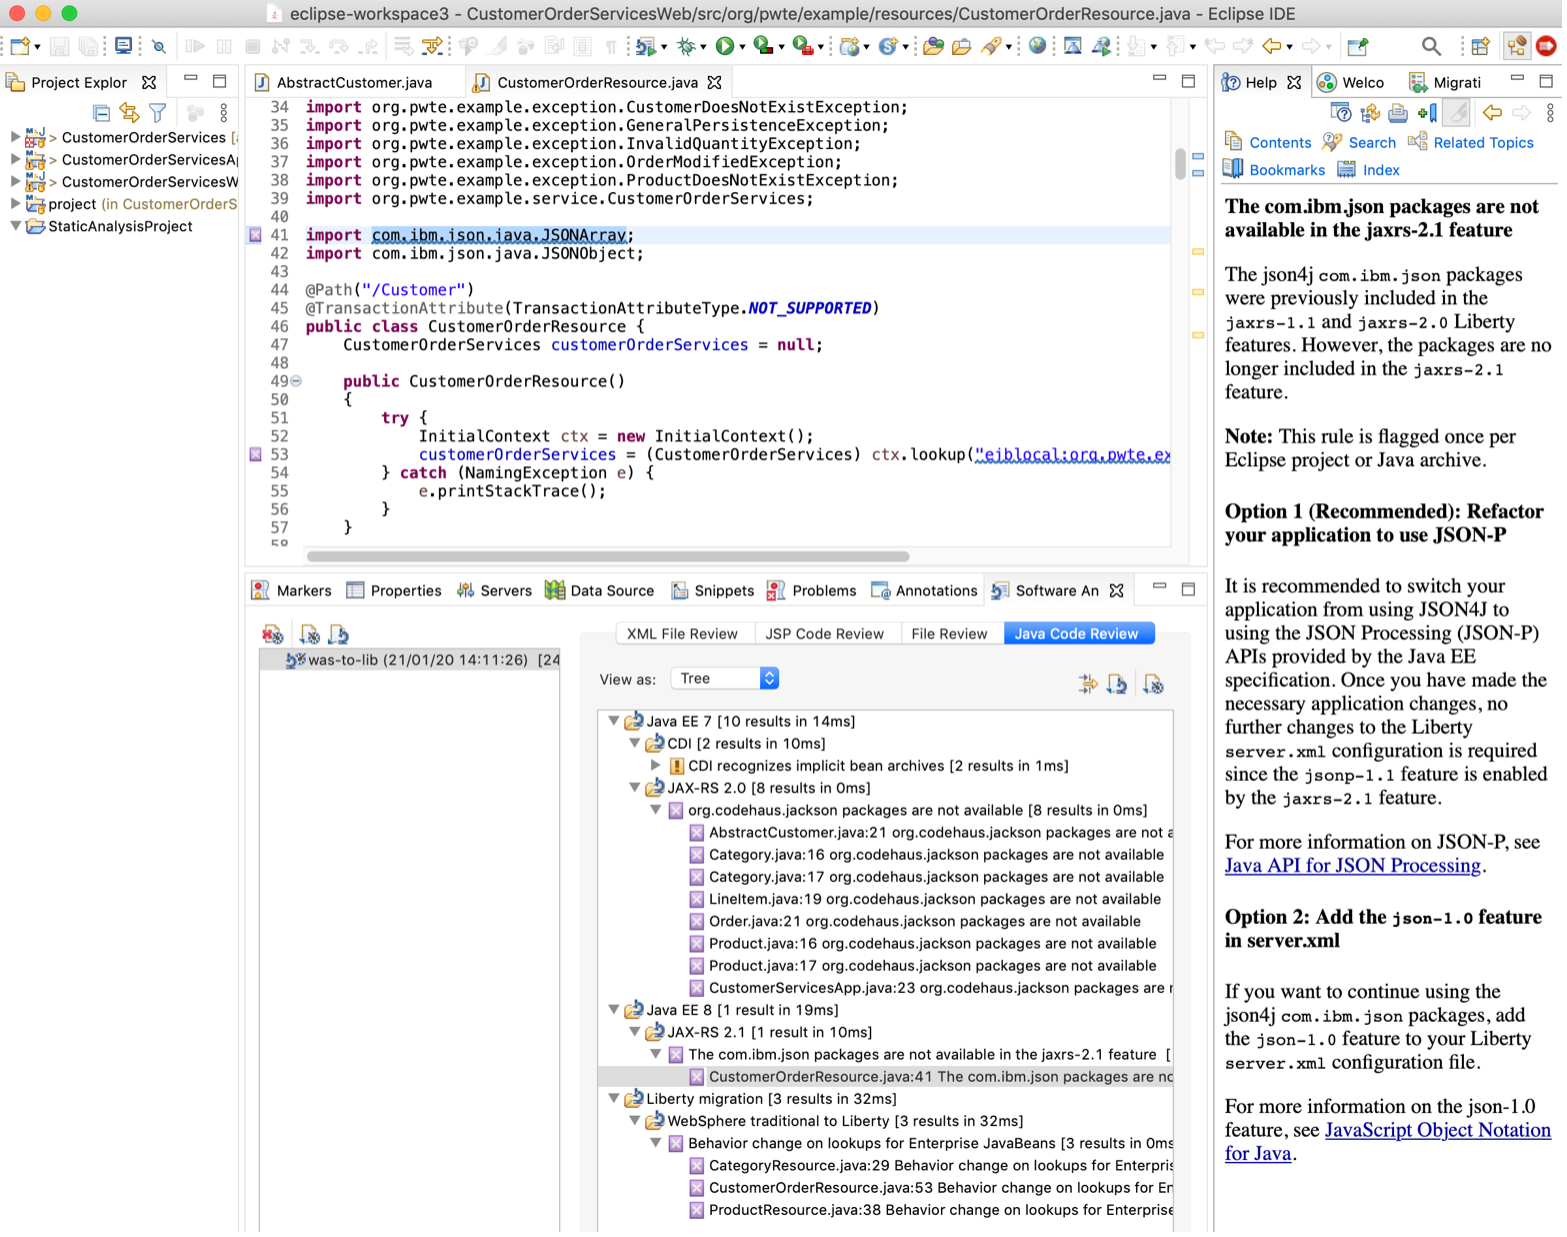 eclipse-workspace3 - CustomerOrderServicesWeb/src/org/pwte/example/resources/CustomerOrderResource.java - Eclipse IDE
Project Explor
> CustomerOrderServices [
> CustomerOrderServicesA
> CustomerOrderServicesW
project (in CustomerOrderS
StaticAnalysisProject
AbstractCustomer.java
CustomerOrderResource.java
34 import org.pwte.example.exception.CustomerDoesNotExistException;
35 import org.pwte.example.exception.GeneralPersistenceException;
36 import org.pwte.example.exception.InvalidQuantityException;
37 import org.pwte.example.exception.OrderModifiedException;
38 import org.pwte.example.exception.ProductDoesNotExistException;
39 import org.pwte.example.service.CustomerOrderServices;
40
41 import com.ibm.json.java.JSONArray;
42 import com.ibm.json.java.JSONObject;
43
44 @Path("/Customer")
45 @TransactionAttribute(TransactionAttributeType.NOT_SUPPORTED)
46 public class CustomerOrderResource {
47 CustomerOrderServices customerOrderServices = null;
48
49 public CustomerOrderResource()
50 {
51 try {
52 InitialContext ctx = new InitialContext();
53 customerOrderServices = (CustomerOrderServices) ctx.lookup("ejblocal:org.pwte.ex
54 } catch (NamingException e) {
55 e.printStackTrace();
56 }
57 }
58
Markers Properties Servers Data Source Snippets Problems Annotations Software An
was-to-lib (21/01/20 14:11:26) [24
XML File Review JSP Code Review File Review Java Code Review
View as: Tree
Java EE 7 [10 results in 14ms]
CDI [2 results in 10ms]
CDI recognizes implicit bean archives [2 results in 1ms]
JAX-RS 2.0 [8 results in 0ms]
org.codehaus.jackson packages are not available [8 results in 0ms]
AbstractCustomer.java:21 org.codehaus.jackson packages are not a
Category.java:16 org.codehaus.jackson packages are not available
Category.java:17 org.codehaus.jackson packages are not available
LineItem.java:19 org.codehaus.jackson packages are not available
Order.java:21 org.codehaus.jackson packages are not available
Product.java:16 org.codehaus.jackson packages are not available
Product.java:17 org.codehaus.jackson packages are not available
CustomerServicesApp.java:23 org.codehaus.jackson packages are r
Java EE 8 [1 result in 19ms]
JAX-RS 2.1 [1 result in 10ms]
The com.ibm.json packages are not available in the jaxrs-2.1 feature [
CustomerOrderResource.java:41 The com.ibm.json packages are no
Liberty migration [3 results in 32ms]
WebSphere traditional to Liberty [3 results in 32ms]
Behavior change on lookups for Enterprise JavaBeans [3 results in 0ms
CategoryResource.java:29 Behavior change on lookups for Enterpris
CustomerOrderResource.java:53 Behavior change on lookups for En
ProductResource.java:38 Behavior change on lookups for Enterprise
Help Welco Migrati
Contents Search Related Topics
Bookmarks Index
The com.ibm.json packages are not
available in the jaxrs-2.1 feature
The json4j com.ibm.json packages
were previously included in the
jaxrs-1.1 and jaxrs-2.0 Liberty
features. However, the packages are no
longer included in the jaxrs-2.1
feature.
Note: This rule is flagged once per
Eclipse project or Java archive.
Option 1 (Recommended): Refactor
your application to use JSON-P
It is recommended to switch your
application from using JSON4J to
using the JSON Processing (JSON-P)
APIs provided by the Java EE
specification. Once you have made the
necessary application changes, no
further changes to the Liberty
server.xml configuration is required
since the jsonp-1.1 feature is enabled
by the jaxrs-2.1 feature.
For more information on JSON-P, see
Java API for JSON Processing.
Option 2: Add the json-1.0 feature
in server.xml
If you want to continue using the
json4j com.ibm.json packages, add
the json-1.0 feature to your Liberty
server.xml configuration file.
For more information on the json-1.0
feature, see JavaScript Object Notation
for Java.